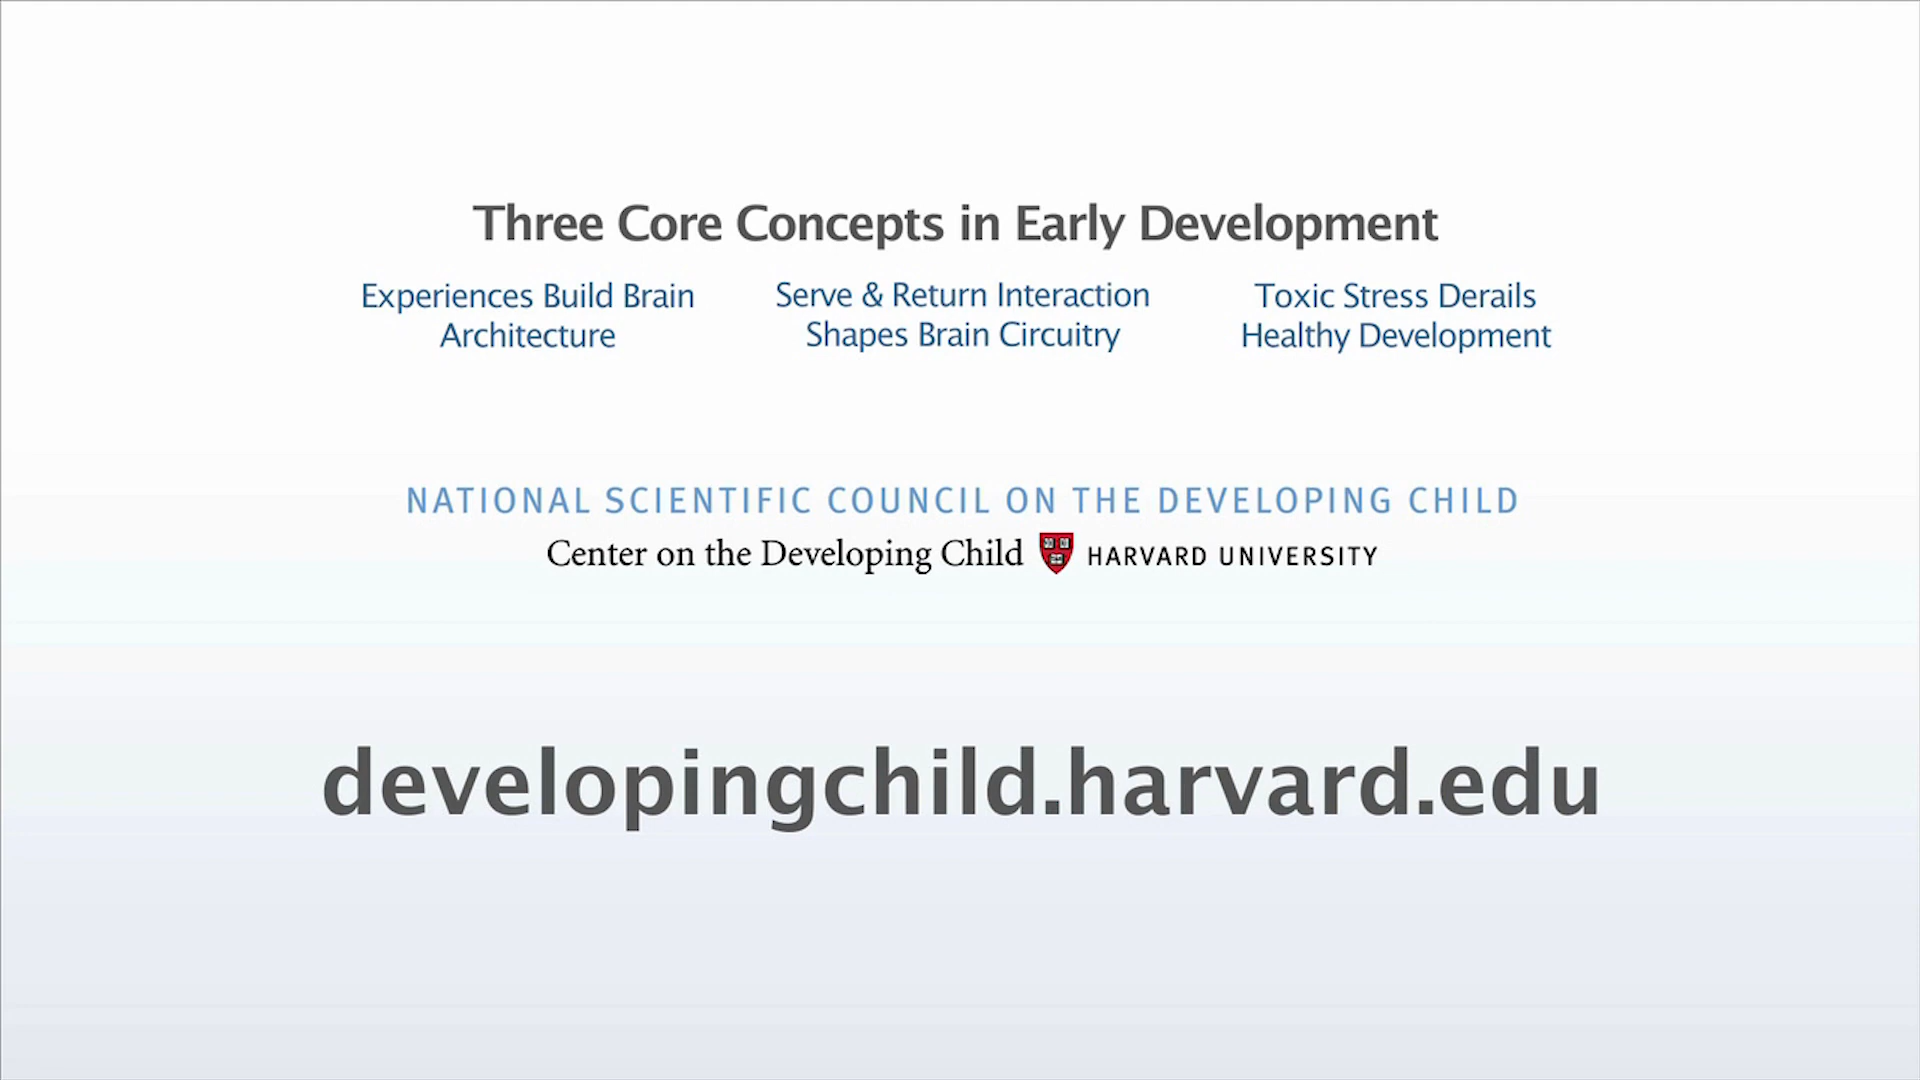 Three Core Concepts in Early Development
Experiences Build Brain
Architecture
Serve & Return Interaction
Shapes Brain Circuitry
Toxic Stress Derails
Healthy Development
NATIONAL SCIENTIFIC COUNCIL ON THE DEVELOPING CHILD
Center on the Developing Child HARVARD UNIVERSITY
developingchild.harvard.edu